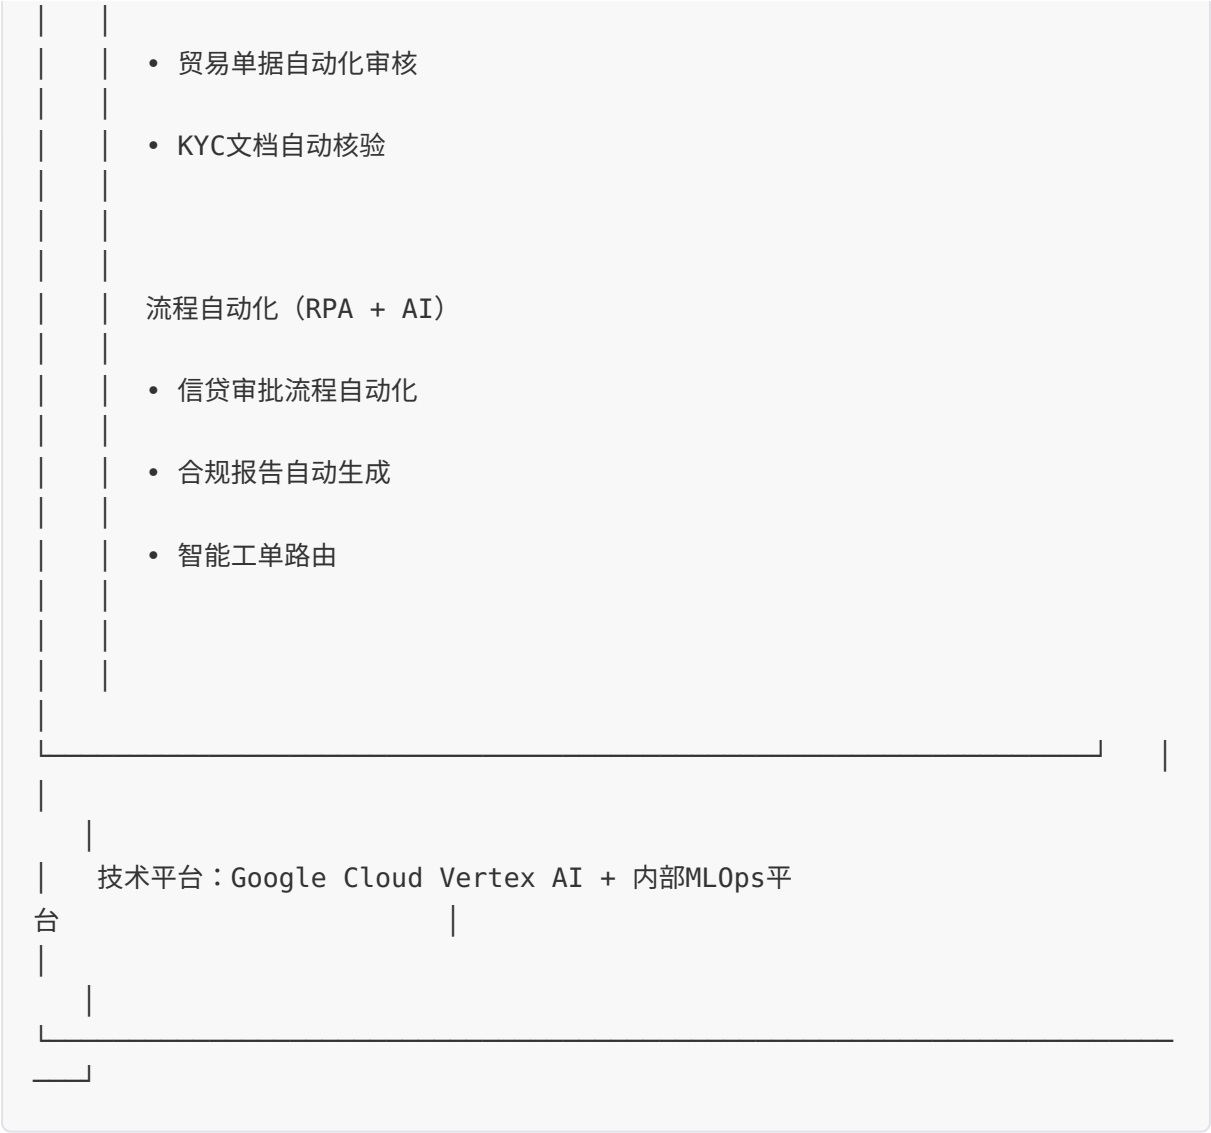 • 贸易单据自动化审核
• KYC文档自动核验
流程自动化（RPA + AI）
• 信贷审批流程自动化
• 合规报告自动生成
• 智能工单路由
技术平台：Google Cloud Vertex AI + 内部MLOps平
台